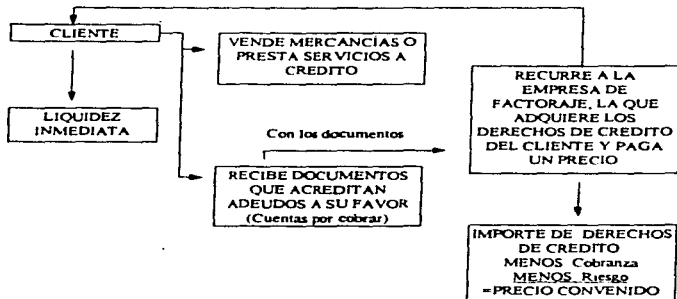 CLIENTE
VENDE MERCANCÍAS O
PRESTA SERVICIOS A
CREDITO
LIQUIDEZ
INMEDIATA
Con los documentos
RECIBE DOCUMENTOS
QUE ACREDITAN
ADEUDOS A SU FAVOR
(Cuentas por cobrar)
RECURRE A LA
EMPRESA DE
FACTORAJE, LA QUE
ADQUIERE LOS
DERECHOS DE CREDITO
DEL CLIENTE Y PAGA
UN PRECIO
IMPORTE DE DERECHOS
DE CREDITO
MENOS Cobranza
MENOS Riesgo
=PRECIO CONVENIDO